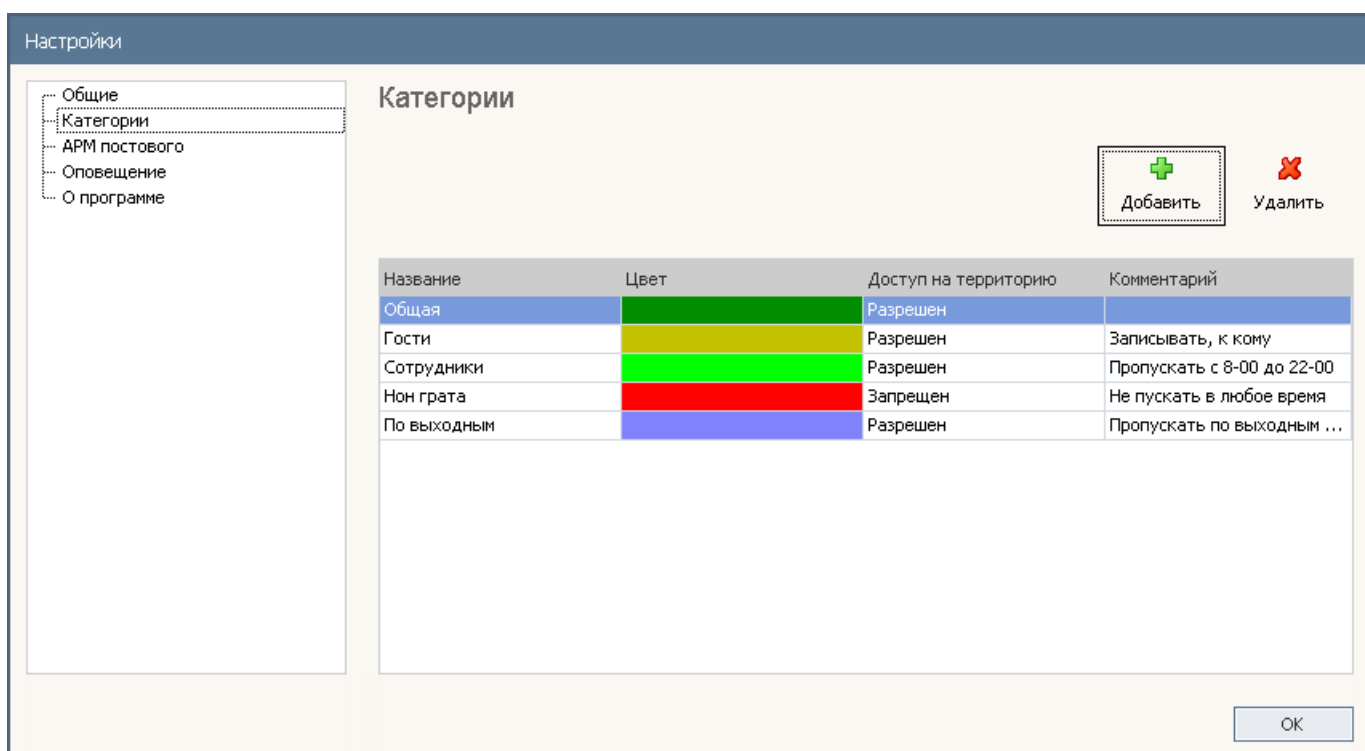 Настройки
Общие
Категории
АРМ постового
Оповещение
О программе
Категории
Добавить Удалить
Название Цвет Доступ на территорию Комментарий
Общая Разрешен
Гости Разрешен Записывать, к кому
Сотрудники Разрешен Пропускать с 8-00 до 22-00
Нон грата Запрещен Не пускать в любое время
По выходным Разрешен Пропускать по выходным ...
OK